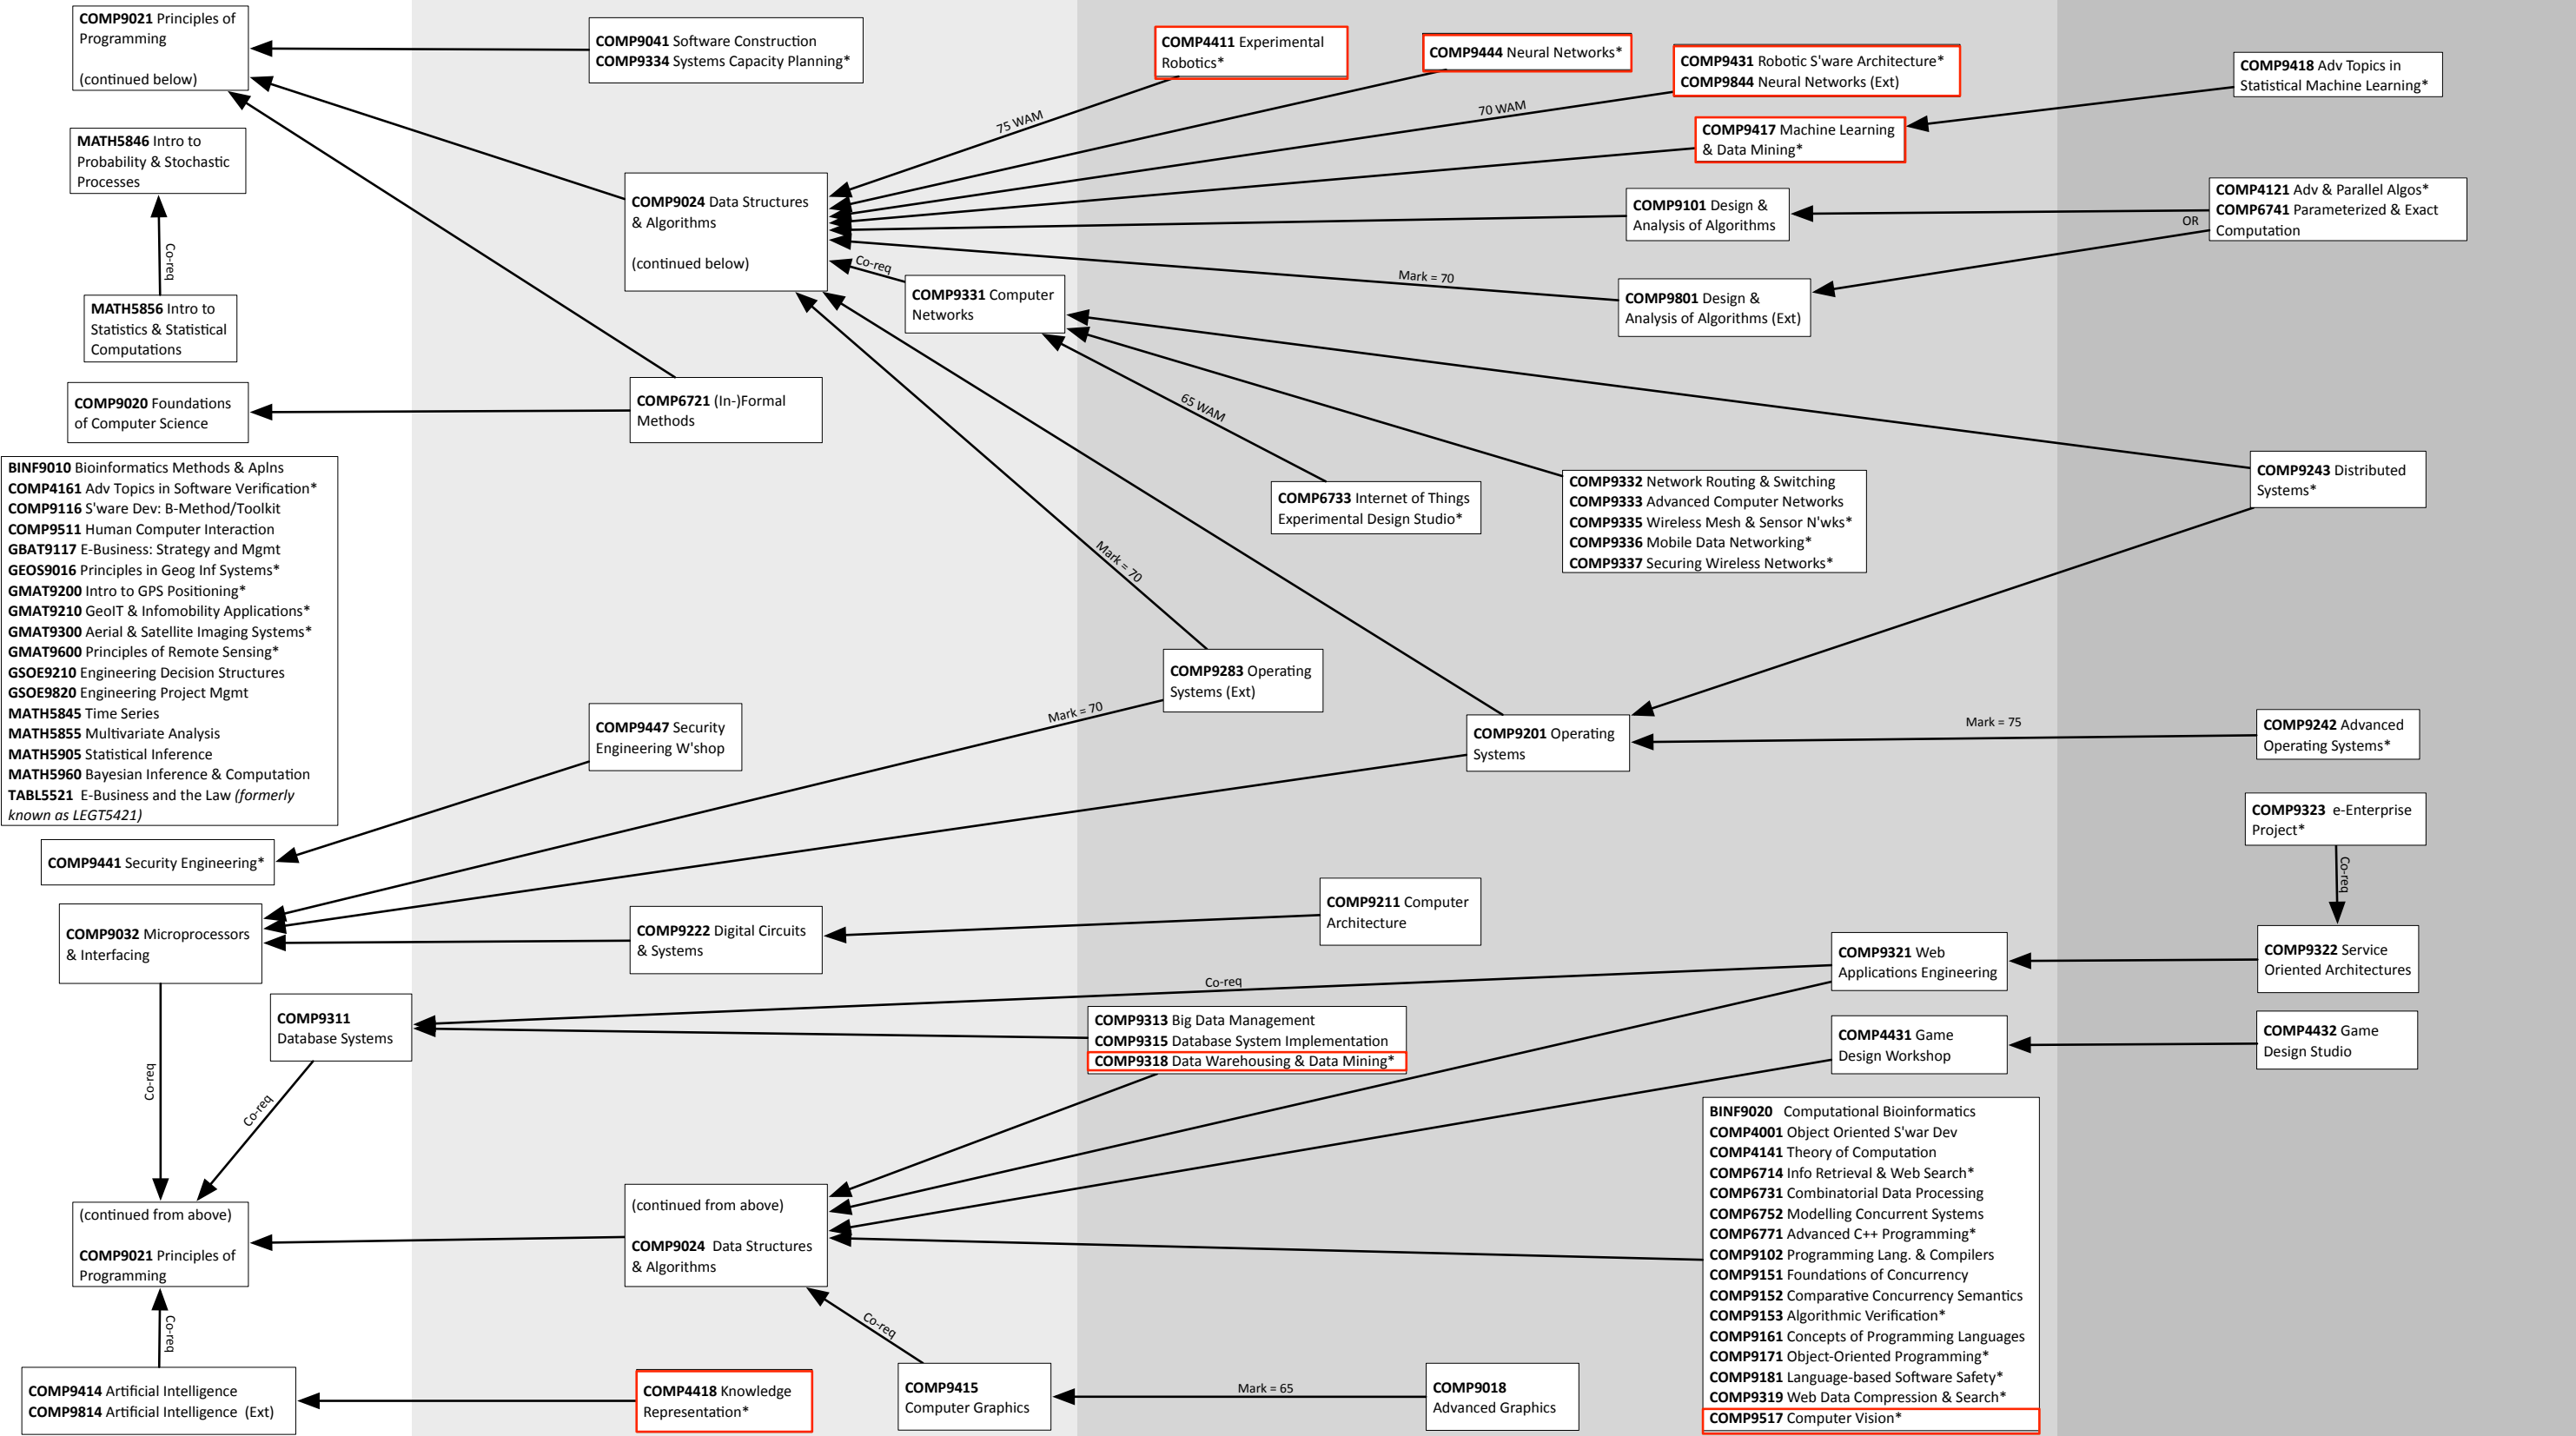 COMP9021 Principles of
Programming
(continued below)
COMP9041 Software Construction
COMP9334 Systems Capacity Planning*
COMP4411 Experimental
Robotics*
COMP9444 Neural Networks*
COMP9431 Robotic S'ware Architecture*
COMP9844 Neural Networks (Ext)
COMP9418 Adv Topics in
Statistical Machine Learning*
75 WAM
70 WAM
COMP9417 Machine Learning
& Data Mining*
MATH5846 Intro to
Probability & Stochastic
Processes
COMP9024 Data Structures
& Algorithms
(continued below)
COMP9101 Design &
Analysis of Algorithms
COMP4121 Adv & Parallel Algos*
COMP6741 Parameterized & Exact
Computation
OR
Co-req
Co-req
Mark = 70
COMP9331 Computer
Networks
COMP9801 Design &
Analysis of Algorithms (Ext)
MATH5856 Intro to
Statistics & Statistical
Computations
COMP9020 Foundations
of Computer Science
COMP6721 (In-)Formal
Methods
65 WAM
BINF9010 Bioinformatics Methods & Aplns
COMP4161 Adv Topics in Software Verification*
COMP9116 S'ware Dev: B-Method/Toolkit
COMP9511 Human Computer Interaction
GBAT9117 E-Business: Strategy and Mgmt
GEOS9016 Principles in Geog Inf Systems*
GMAT9200 Intro to GPS Positioning*
GMAT9210 GeoIT & Infomobility Applications*
GMAT9300 Aerial & Satellite Imaging Systems*
GMAT9600 Principles of Remote Sensing*
GSOE9210 Engineering Decision Structures
GSOE9820 Engineering Project Mgmt
MATH5845 Time Series
MATH5855 Multivariate Analysis
MATH5905 Statistical Inference
MATH5960 Bayesian Inference & Computation
TABL5521 E-Business and the Law (formerly
known as LEGT5421)
COMP6733 Internet of Things
Experimental Design Studio*
COMP9332 Network Routing & Switching
COMP9333 Advanced Computer Networks
COMP9335 Wireless Mesh & Sensor N'wks*
COMP9336 Mobile Data Networking*
COMP9337 Securing Wireless Networks*
COMP9243 Distributed
Systems*
Mark = 70
COMP9283 Operating
Systems (Ext)
Mark = 70
COMP9447 Security
Engineering W'shop
COMP9201 Operating
Systems
Mark = 75
COMP9242 Advanced
Operating Systems*
COMP9323 e-Enterprise
Project*
Co-req
COMP9441 Security Engineering*
COMP9032 Microprocessors
& Interfacing
COMP9222 Digital Circuits
& Systems
COMP9211 Computer
Architecture
COMP9321 Web
Applications Engineering
COMP9322 Service
Oriented Architectures
Co-req
COMP9311
Database Systems
COMP9313 Big Data Management
COMP9315 Database System Implementation
COMP9318 Data Warehousing & Data Mining*
COMP4431 Game
Design Workshop
COMP4432 Game
Design Studio
Co-req
Co-req
BINF9020 Computational Bioinformatics
COMP4001 Object Oriented S'war Dev
COMP4141 Theory of Computation
COMP6714 Info Retrieval & Web Search*
COMP6731 Combinatorial Data Processing
COMP6752 Modelling Concurrent Systems
COMP6771 Advanced C++ Programming*
COMP9102 Programming Lang. & Compilers
COMP9151 Foundations of Concurrency
COMP9152 Comparative Concurrency Semantics
COMP9153 Algorithmic Verification*
COMP9161 Concepts of Programming Languages
COMP9171 Object-Oriented Programming*
COMP9181 Language-based Software Safety*
COMP9319 Web Data Compression & Search*
COMP9517 Computer Vision*
(continued from above)
COMP9021 Principles of
Programming
(continued from above)
COMP9024 Data Structures
& Algorithms
Co-req
Co-req
COMP9414 Artificial Intelligence
COMP9814 Artificial Intelligence (Ext)
COMP4418 Knowledge
Representation*
COMP9415
Computer Graphics
Mark = 65
COMP9018
Advanced Graphics